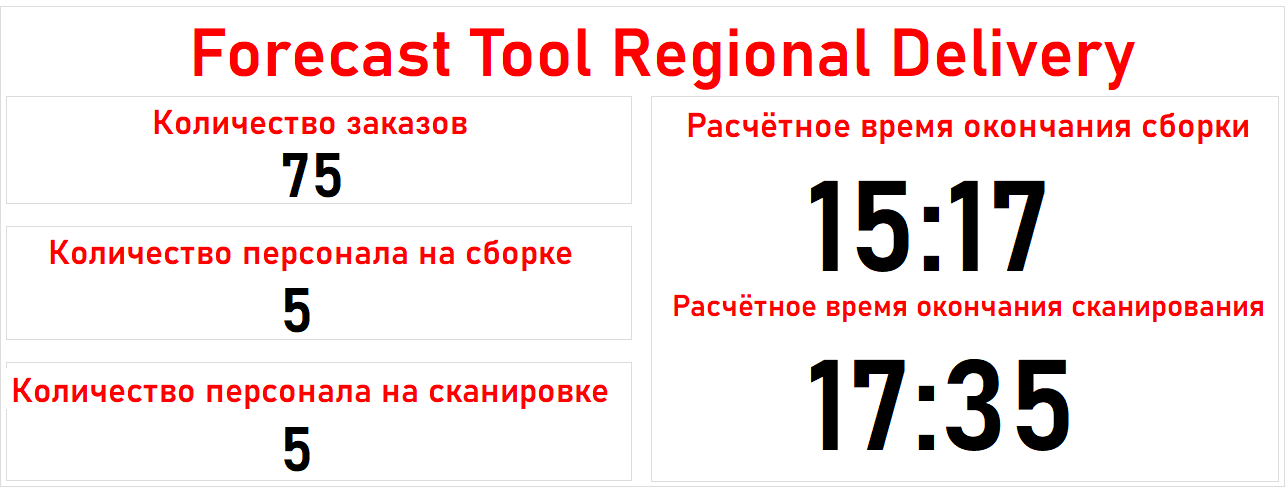 Forecast Tool Regional Delivery
Количество заказов
75
Количество персонала на сборке
5
Количество персонала на сканировке
5
Расчётное время окончания сборки
15:17
Расчётное время окончания сканирования
17:35